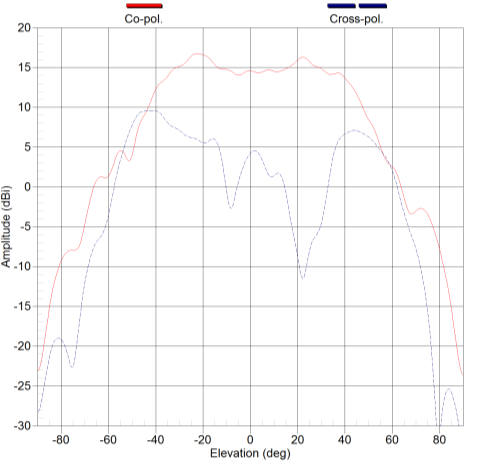 Co-pol. Cross-pol.
20
15
10
5
0
-5
-10
-15
-20
-25
-30
Amplitude (dBi)
-80 -60 -40 -20 0 20 40 60 80
Elevation (deg)